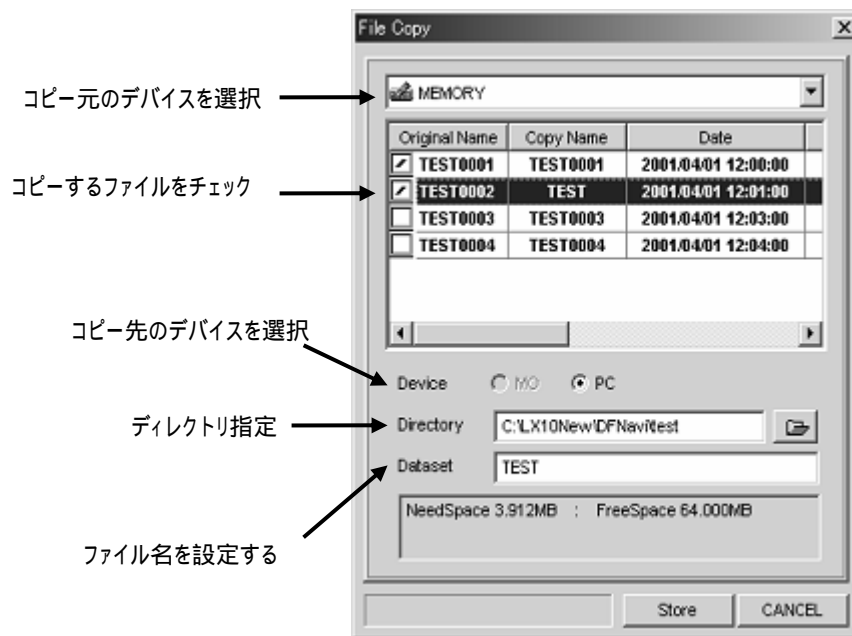 File Copy
コピー元のデバイスを選択
MEMORY
Original Name Copy Name Date
コピーするファイルをチェック
TEST0001 TEST0001 2001/04/01 12:00:00
TEST0002 TEST 2001/04/01 12:01:00
TEST0003 TEST0003 2001/04/01 12:03:00
TEST0004 TEST0004 2001/04/01 12:04:00
コピー先のデバイスを選択
Device MO PC
ディレクトリ指定
Directory C:\LX10New\DFNavi\test
Dataset TEST
NeedSpace 3.912MB : FreeSpace 64.000MB
ファイル名を設定する
Store CANCEL